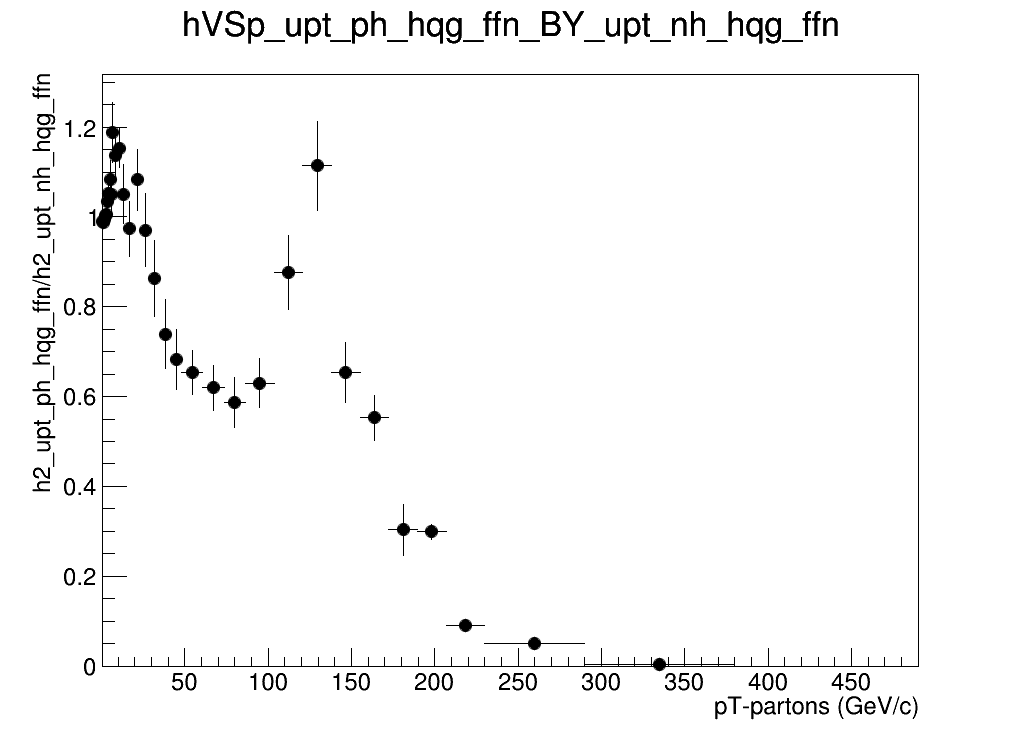 hVSp_upt_ph_hqg_ffn_BY_upt_nh_hqg_ffn
h2_upt_ph_hqg_ffn/h2_upt_nh_hqg_ffn
1.2
1
0.8
0.6
0.4
0.2
0
50 100 150 200 250 300 350 400 450
pT-partons (GeV/c)